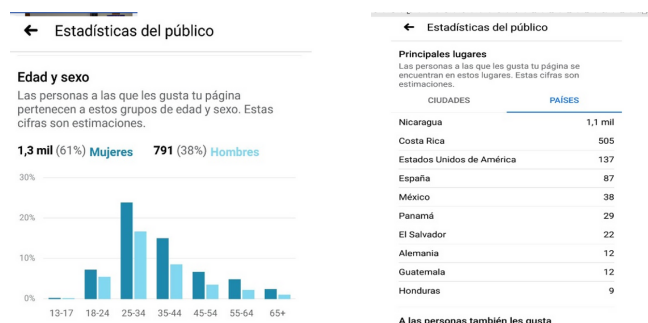 Estadísticas del público
Edad y sexo
Las personas a las que les gusta tu página
pertenecen a estos grupos de edad y sexo. Estas
cifras son estimaciones.
1,3 mil (61%) Mujeres 791 (38%) Hombres
30%
20%
10%
0%
13-17 18-24 25-34 35-44 45-54 55-64 65+
Estadísticas del público
Principales lugares
Las personas a las que les gusta tu página se
encuentran en estos lugares. Estas cifras son
estimaciones.
CIUDADES PAÍSES
Nicaragua 1,1 mil
Costa Rica 505
Estados Unidos de América 137
España 87
México 38
Panamá 29
El Salvador 22
Alemania 12
Guatemala 12
Honduras 9
A las personas también les gusta